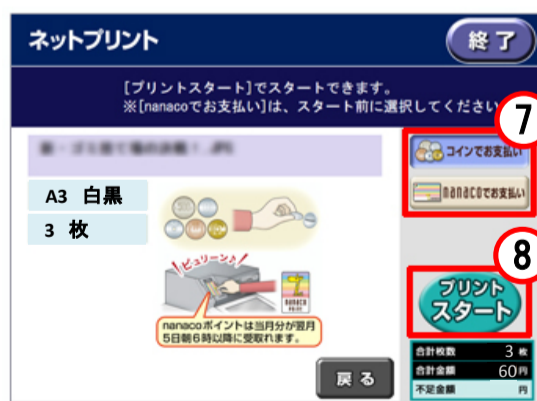 ネットプリント
終了
[プリントスタート]でスタートできます。
※[nanacoでお支払い]は、スタート前に選択してください
7
コインでお支払い
nanacoでお支払い
A3 白黒
3 枚
ピュリーン♪
nanaco
POINT
nanacoポイントは当月分が翌月
5日朝6時以降に受取れます。
8
プリント
スタート
戻る
合計枚数 3 枚
合計金額 60円
不足金額 円